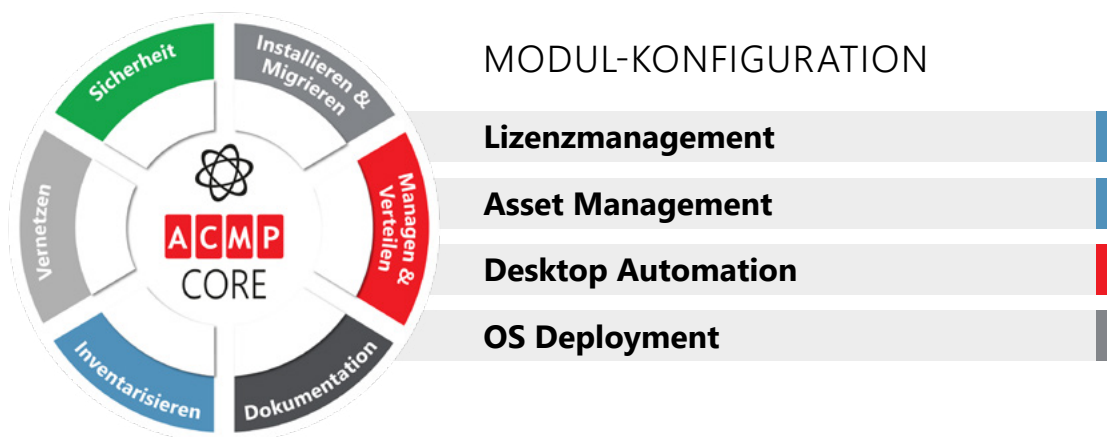 Sicherheit
Installieren &
Migrieren
Managen &
Verteilen
Dokumentation
Inventarisieren
Vernetzen
ACMP
CORE
MODUL-KONFIGURATION
Lizenzmanagement
Asset Management
Desktop Automation
OS Deployment